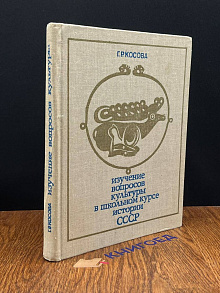 Г.Р.КОСОВА
изучение
вопросов
культуры
в школьном курсе
истории
СССР
Г.Р.КОСОВА изучение вопросов культуры...
КНИГОЕД